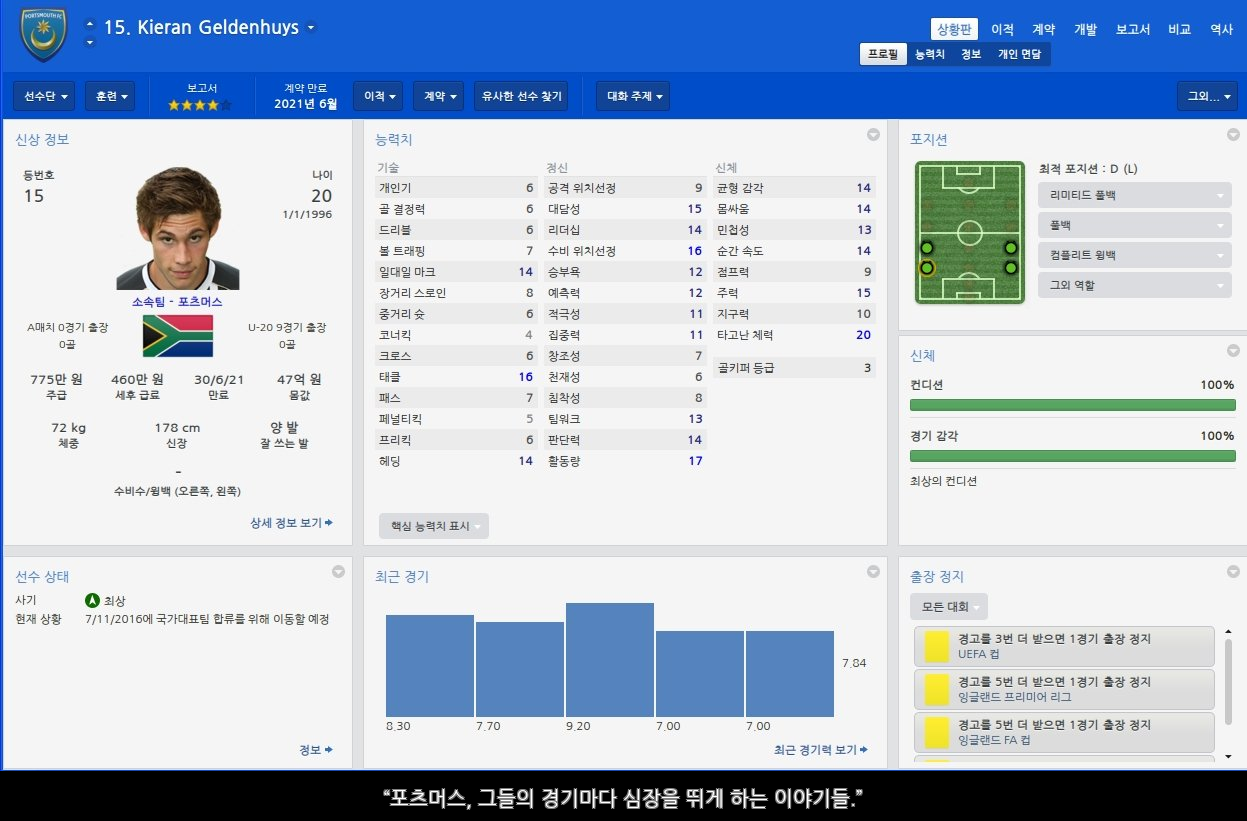 PORTSMOUTH FC
15. Kieran Geldenhuys
상황판 이적 계약 개발 보고서 비교 역사
프로필 능력치 정보 개인 면담
선수단 훈련 보고서 계약 만료 2021년 6월 이적 계약 유사한 선수 찾기 대화 주제 그외...
신상 정보
등번호 나이
15 20
1/1/1996
소속팀 - 포츠머스
A매치 0경기 출장 U-20 9경기 출장
0골 0골
775만 원 460만 원 30/6/21 47억 원
주급 세후 급료 만료 몸값
72 kg 178 cm 양 발
체중 신장 잘 쓰는 발
-
수비수/윙백 (오른쪽, 왼쪽)
상세 정보 보기
능력치
기술 정신 신체
개인기 6 공격 위치선정 9 균형 감각 14
골 결정력 6 대담성 15 몸싸움 14
드리블 6 리더십 14 민첩성 13
볼 트래핑 7 수비 위치선정 16 순간 속도 14
일대일 마크 14 승부욕 12 점프력 9
장거리 스로인 8 예측력 12 주력 15
중거리 슛 6 적극성 11 지구력 10
코너킥 4 집중력 11 타고난 체력 20
크로스 6 창조성 7
태클 16 천재성 6 골키퍼 등급 3
패스 7 침착성 8
페널티킥 5 팀워크 13
프리킥 6 판단력 14
헤딩 14 활동량 17
핵심 능력치 표시
포지션
최적 포지션 : D (L)
리미티드 풀백
풀백
컴플리트 윙백
그외 역할
신체
컨디션 100%
경기 감각 100%
최상의 컨디션
선수 상태
사기 최상
현재 상황 7/11/2016에 국가대표팀 합류를 위해 이동할 예정
정보
최근 경기
7.84
8.30 7.70 9.20 7.00 7.00
최근 경기력 보기
출장 정지
모든 대회
경고를 3번 더 받으면 1경기 출장 정지
UEFA 컵
경고를 5번 더 받으면 1경기 출장 정지
잉글랜드 프리미어 리그
경고를 5번 더 받으면 1경기 출장 정지
잉글랜드 FA 컵
“포츠머스, 그들의 경기마다 심장을 뛰게 하는 이야기들.”